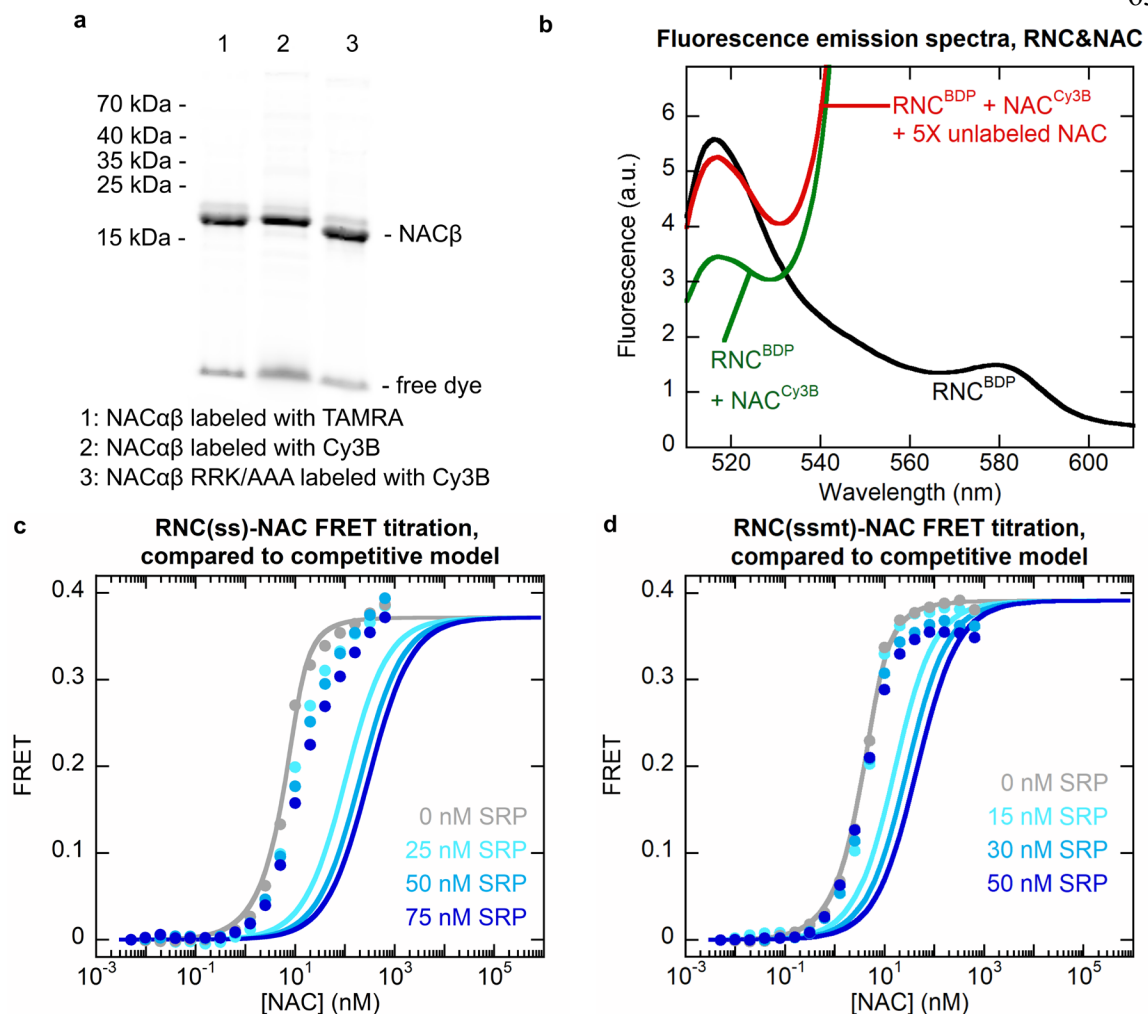 a
1 2 3
70 kDa -
40 kDa -
35 kDa -
25 kDa -
15 kDa -
- NACβ
- free dye
1: NACαβ labeled with TAMRA
2: NACαβ labeled with Cy3B
3: NACαβ RRK/AAA labeled with Cy3B
b
Fluorescence emission spectra, RNC&NAC
Fluorescence (a.u.)
6
5
4
3
2
1
0
RNC^BDP + NAC^Cy3B
+ 5X unlabeled NAC
RNC^BDP
+ NAC^Cy3B
RNC^BDP
520 540 560 580 600
Wavelength (nm)
c
RNC(ss)-NAC FRET titration,
compared to competitive model
FRET
0.4
0.3
0.2
0.1
0
0 nM SRP
25 nM SRP
50 nM SRP
75 nM SRP
10^-3 10^-1 10^1 10^3 10^5
[NAC] (nM)
d
RNC(ssmt)-NAC FRET titration,
compared to competitive model
FRET
0.4
0.3
0.2
0.1
0
0 nM SRP
15 nM SRP
30 nM SRP
50 nM SRP
10^-3 10^-1 10^1 10^3 10^5
[NAC] (nM)